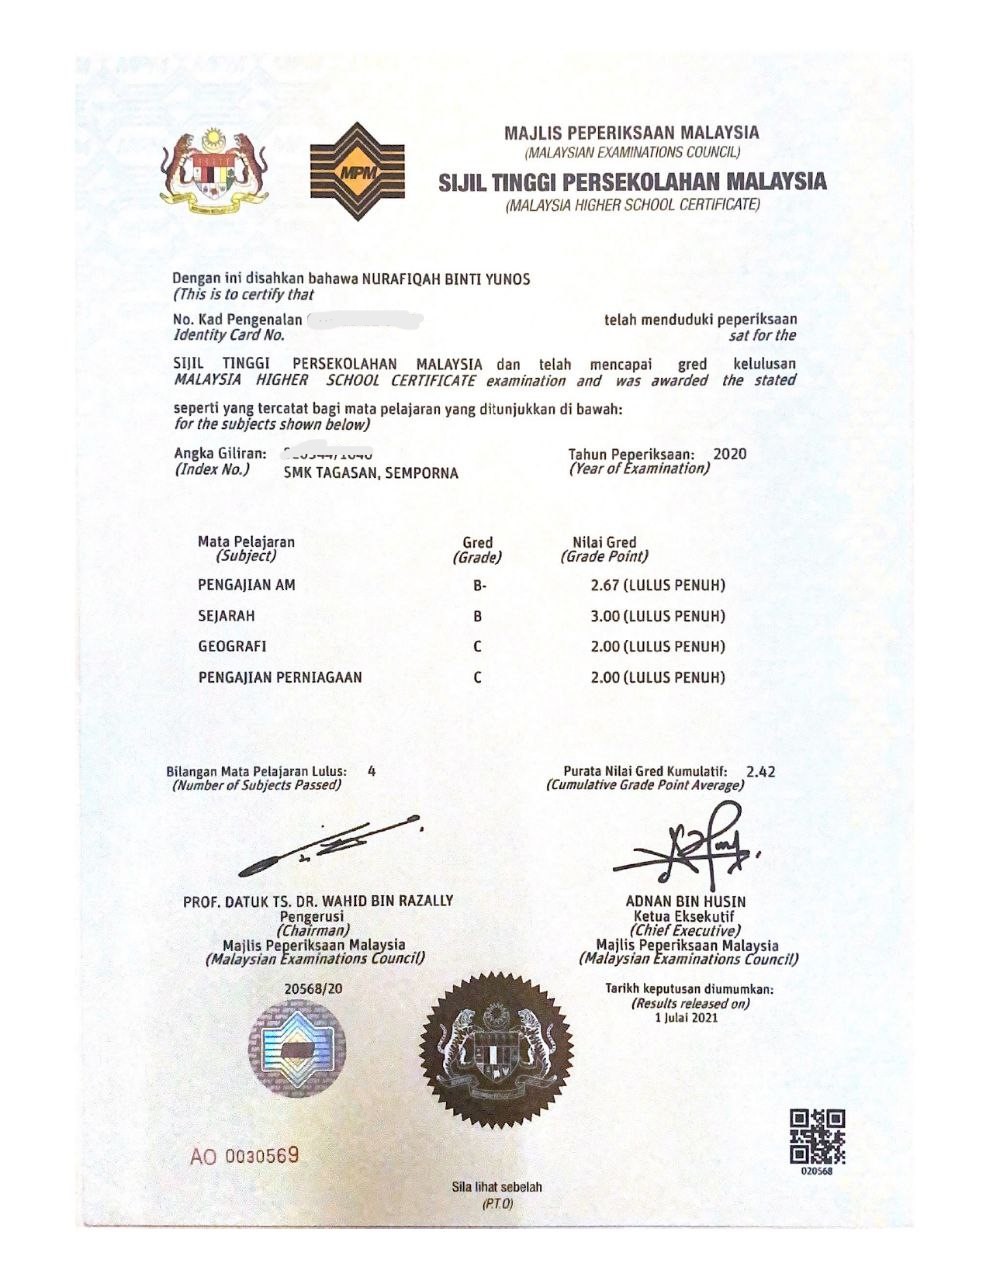 MAJLIS PEPERIKSAAN MALAYSIA
(MALAYSIAN EXAMINATIONS COUNCIL)
MPM
SIJIL TINGGI PERSEKOLAHAN MALAYSIA
(MALAYSIA HIGHER SCHOOL CERTIFICATE)
Dengan ini disahkan bahawa NURAFIQAH BINTI YUNOS
(This is to certify that
No. Kad Pengenalan telah menduduki peperiksaan
Identity Card No. sat for the
SIJIL TINGGI PERSEKOLAHAN MALAYSIA dan telah mencapai gred kelulusan
MALAYSIA HIGHER SCHOOL CERTIFICATE examination and was awarded the stated
seperti yang tercatat bagi mata pelajaran yang ditunjukkan di bawah:
for the subjects shown below)
Angka Giliran: Tahun Peperiksaan: 2020
(Index No.) SMK TAGASAN, SEMPORNA (Year of Examination)
Mata Pelajaran Gred Nilai Gred
(Subject) (Grade) (Grade Point)
PENGAJIAN AM B- 2.67 (LULUS PENUH)
SEJARAH B 3.00 (LULUS PENUH)
GEOGRAFI C 2.00 (LULUS PENUH)
PENGAJIAN PERNIAGAAN C 2.00 (LULUS PENUH)
Bilangan Mata Pelajaran Lulus: 4 Purata Nilai Gred Kumulatif: 2.42
(Number of Subjects Passed) (Cumulative Grade Point Average)
PROF. DATUK TS. DR. WAHID BIN RAZALLY ADNAN BIN HUSIN
Pengerusi Ketua Eksekutif
(Chairman) (Chief Executive)
Majlis Peperiksaan Malaysia Majlis Peperiksaan Malaysia
(Malaysian Examinations Council) (Malaysian Examinations Council)
20568/20 Tarikh keputusan diumumkan:
(Results released on)
1 Julai 2021
AO 0030569
020568
Sila lihat sebelah
(P.T.O)